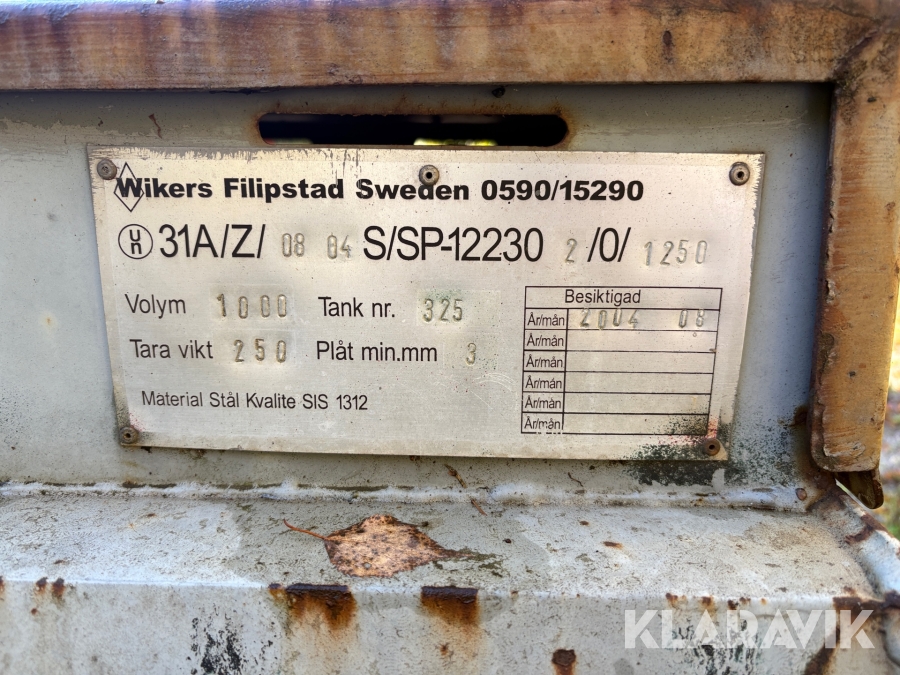 Wikers Filipstad Sweden 0590/15290
UN 31A/Z/ 08 04 S/SP-12230 2 /0/ 1250
Volym 1000 Tank nr. 325
Tara vikt 250 Plåt min.mm 3
Material Stål Kvalite SIS 1312
Besiktigad
År/mån 2004 08
År/mån
År/mån
År/mån
År/mån
År/mån
KLARAVIK